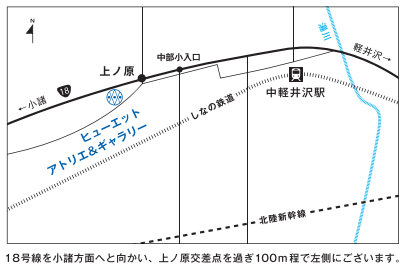 N
湯川
中部小入口
軽井沢→
上ノ原
18
←小諸
中軽井沢駅
しなの鉄道
ヒューエット
アトリエ&ギャラリー
北陸新幹線
18号線を小諸方面へと向かい、上ノ原交差点を過ぎ100m程で左側にございます。